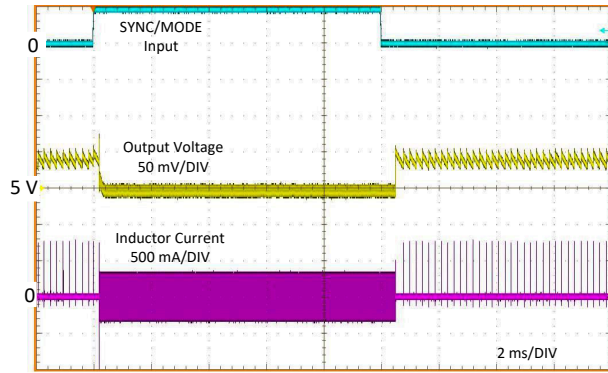 SYNC/MODE
Input
0
Output Voltage
50 mV/DIV
5 V
Inductor Current
500 mA/DIV
0
2 ms/DIV